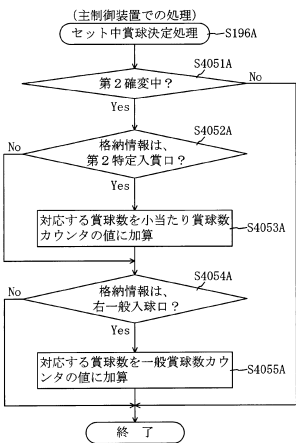 (主制御装置での処理)
セット中賞球決定処理
S196A
S4051A
第2確変中?
No
Yes
S4052A
格納情報は、
第2特定入賞口?
No
Yes
対応する賞球数を小当たり賞球数
カウンタの値に加算
S4053A
S4054A
格納情報は、
右一般入球口?
No
Yes
対応する賞球数を一般賞球数カウ
ンタの値に加算
S4055A
終 了